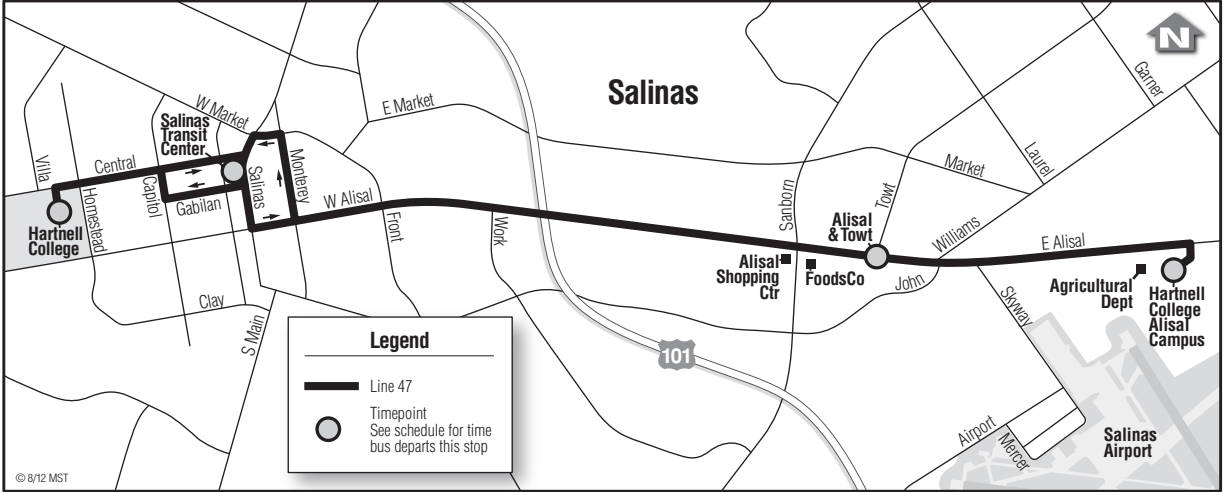 Salinas
N
W Market
E Market
Salinas
Transit
Center
Villa
Central
Homestead
Capitol
Gabilan
Salinas
Monterey
W Alisal
Front
Work
Hartnell
College
Clay
S Main
101
Sanborn
Towt
Alisal
& Towt
Market
Laurel
Garner
Williams
E Alisal
Alisal
Shopping
Ctr
FoodsCo
John
Skyway
Agricultural
Dept
Hartnell
College
Alisal
Campus
Airport
Mercer
Salinas
Airport
Legend
Line 47
Timepoint
See schedule for time
bus departs this stop
© 8/12 MST